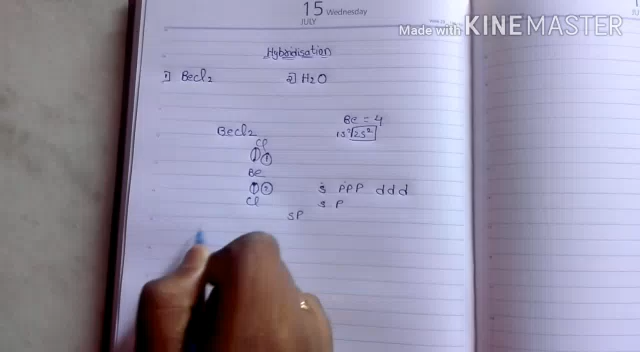 15 Wednesday
JULY
Made with KINEMASTER
Hybridisation
1] BeCl2
2] H2O
Be = 4
1s² 2s²
BeCl2
Cl
Be
Cl
s PPP ddd
s P
sP